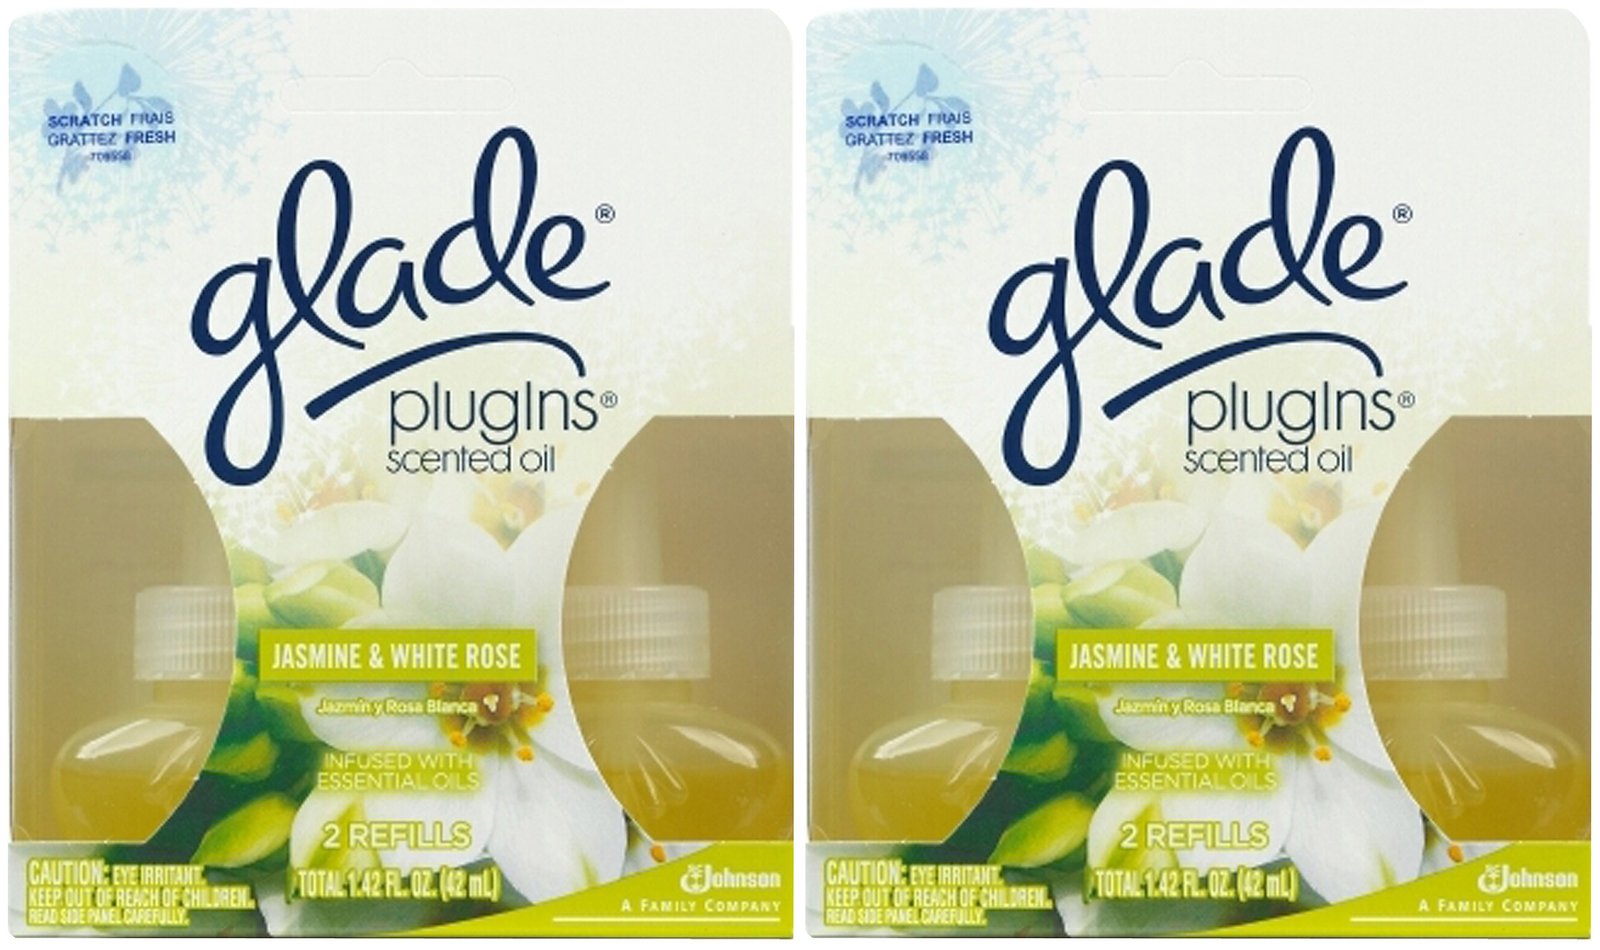 SCRATCH FRAIS
GRATTEZ FRESH
706558
glade®
plugIns®
scented oil
JASMINE & WHITE ROSE
Jazmín y Rosa Blanca
INFUSED WITH
ESSENTIAL OILS
2 REFILLS
CAUTION: EYE IRRITANT.
KEEP OUT OF REACH OF CHILDREN.
READ SIDE PANEL CAREFULLY.
TOTAL 1.42 FL. OZ. (42 mL)
SC Johnson
A FAMILY COMPANY
SCRATCH FRAIS
GRATTEZ FRESH
706558
glade®
plugIns®
scented oil
JASMINE & WHITE ROSE
Jazmín y Rosa Blanca
INFUSED WITH
ESSENTIAL OILS
2 REFILLS
CAUTION: EYE IRRITANT.
KEEP OUT OF REACH OF CHILDREN.
READ SIDE PANEL CAREFULLY.
TOTAL 1.42 FL. OZ. (42 mL)
SC Johnson
A FAMILY COMPANY